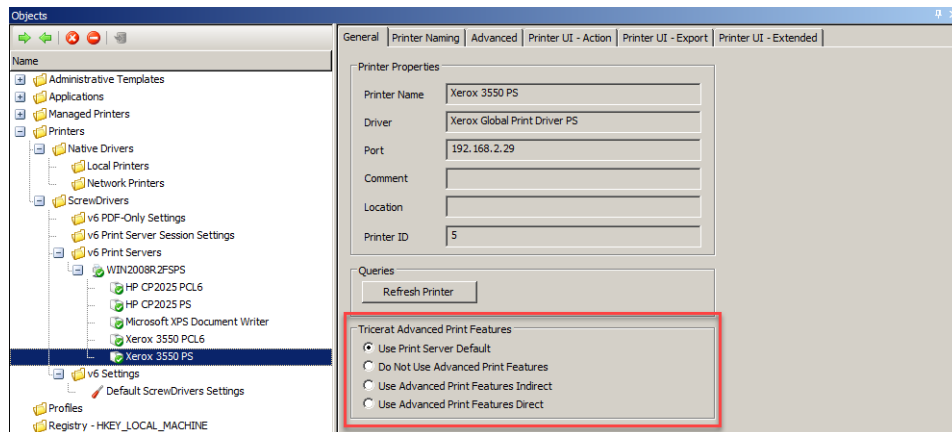 Objects
Name
Administrative Templates
Applications
Managed Printers
Printers
Native Drivers
Local Printers
Network Printers
ScrewDrivers
v6 PDF-Only Settings
v6 Print Server Session Settings
v6 Print Servers
WIN2008R2FSPS
HP CP2025 PCL6
HP CP2025 PS
Microsoft XPS Document Writer
Xerox 3550 PCL6
Xerox 3550 PS
v6 Settings
Default ScrewDrivers Settings
Profiles
Registry - HKEY_LOCAL_MACHINE
General Printer Naming Advanced Printer UI - Action Printer UI - Export Printer UI - Extended
Printer Properties
Printer Name Xerox 3550 PS
Driver Xerox Global Print Driver PS
Port 192.168.2.29
Comment
Location
Printer ID 5
Queries
Refresh Printer
Tricerat Advanced Print Features
Use Print Server Default
Do Not Use Advanced Print Features
Use Advanced Print Features Indirect
Use Advanced Print Features Direct